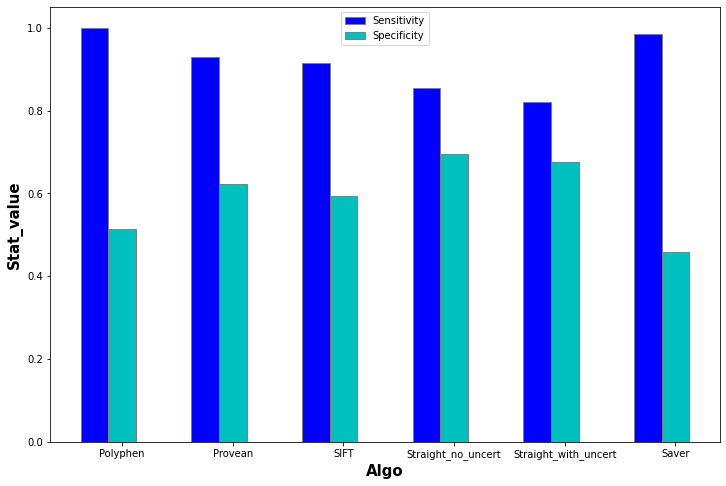 Sensitivity
Specificity
Stat_value
1.0
0.8
0.6
0.4
0.2
0.0
Polyphen Provean SIFT Straight_no_uncert Straight_with_uncert Saver
Algo